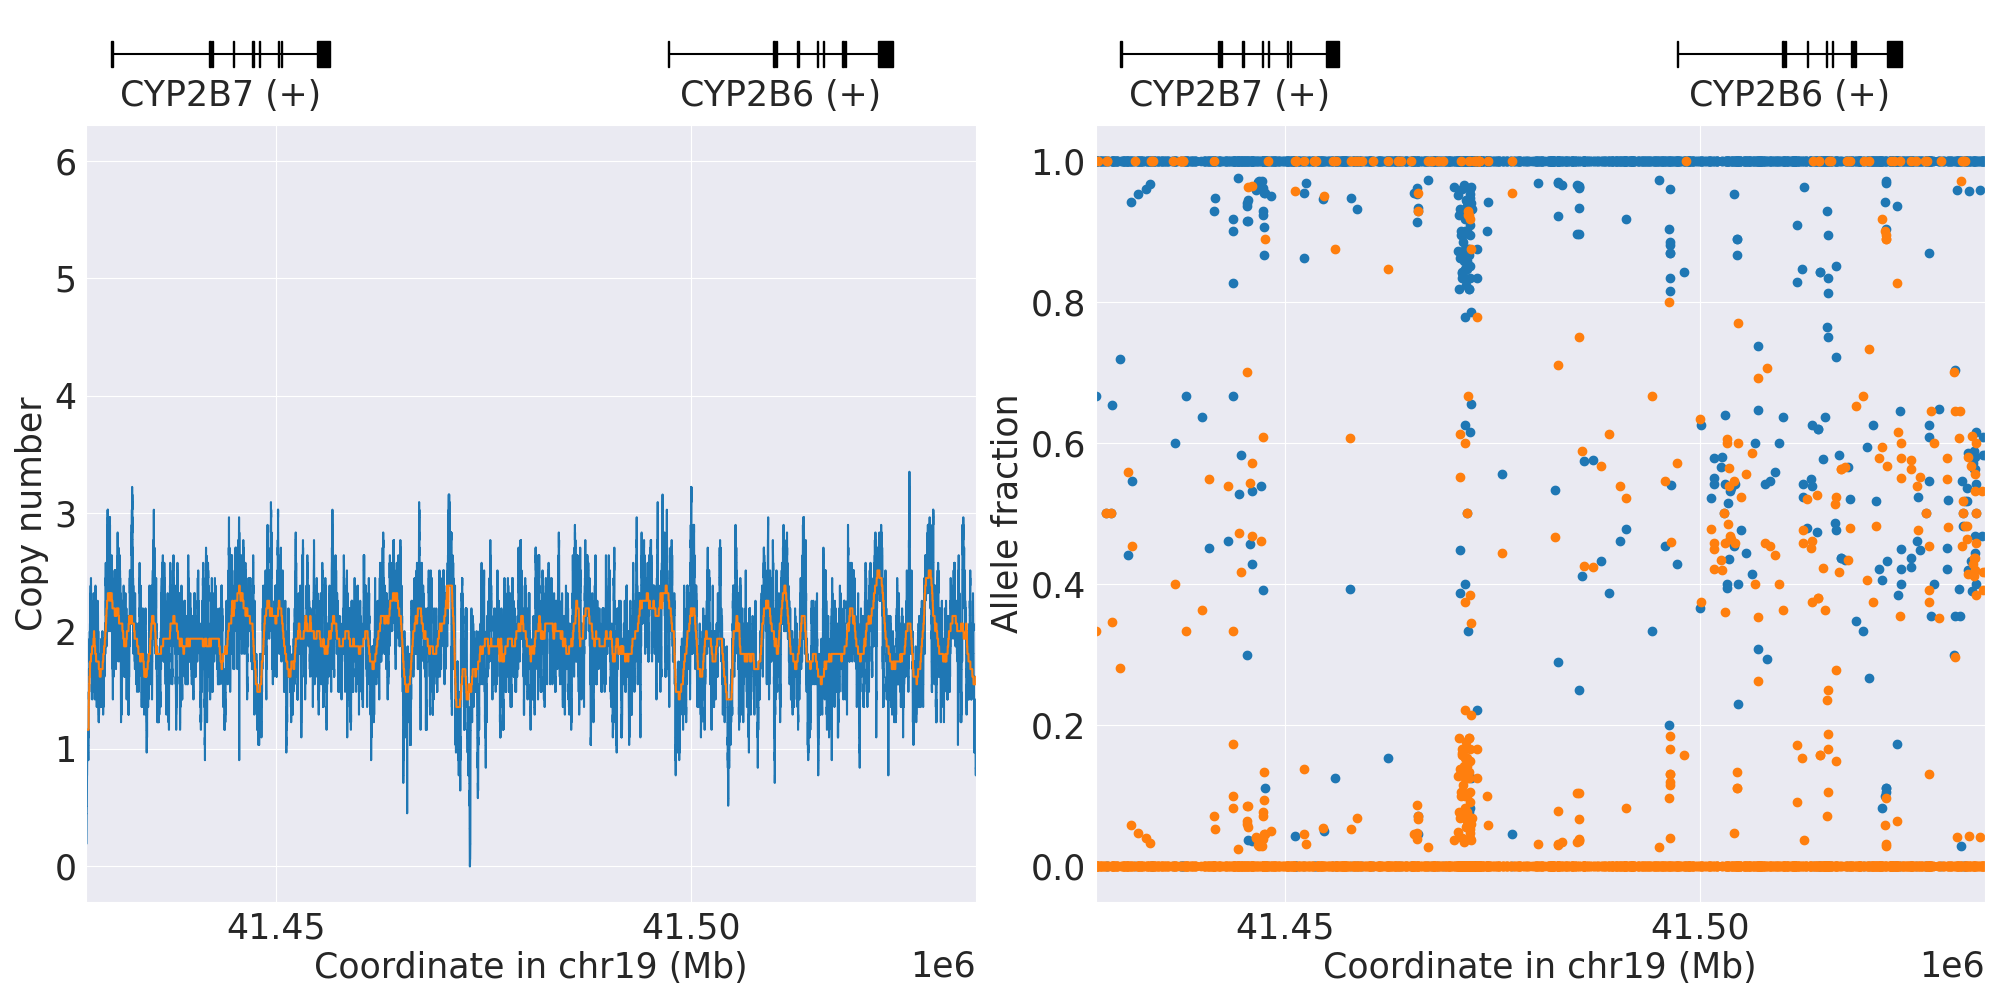 CYP2B7 (+) CYP2B6 (+)
CYP2B7 (+) CYP2B6 (+)
Copy number
6
5
4
3
2
1
0
41.45 41.50
Coordinate in chr19 (Mb) 1e6
Allele fraction
1.0
0.8
0.6
0.4
0.2
0.0
41.45 41.50
Coordinate in chr19 (Mb) 1e6